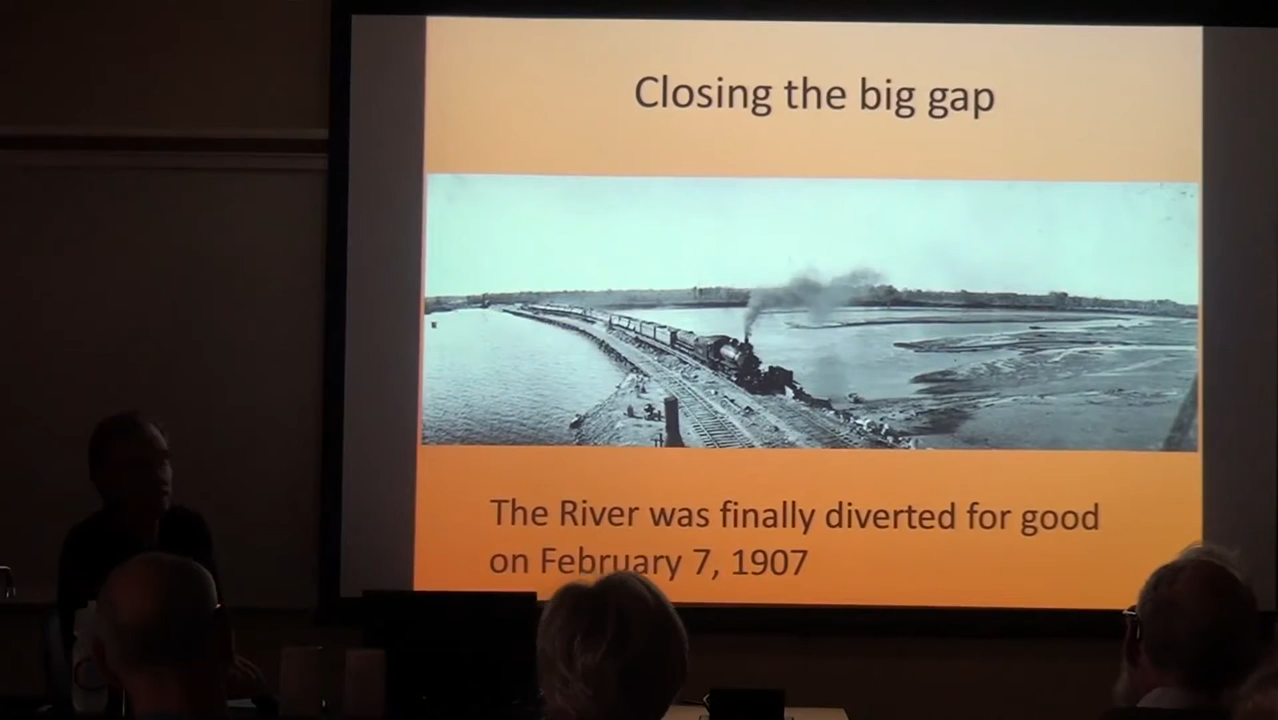 Closing the big gap
The River was finally diverted for good
on February 7, 1907